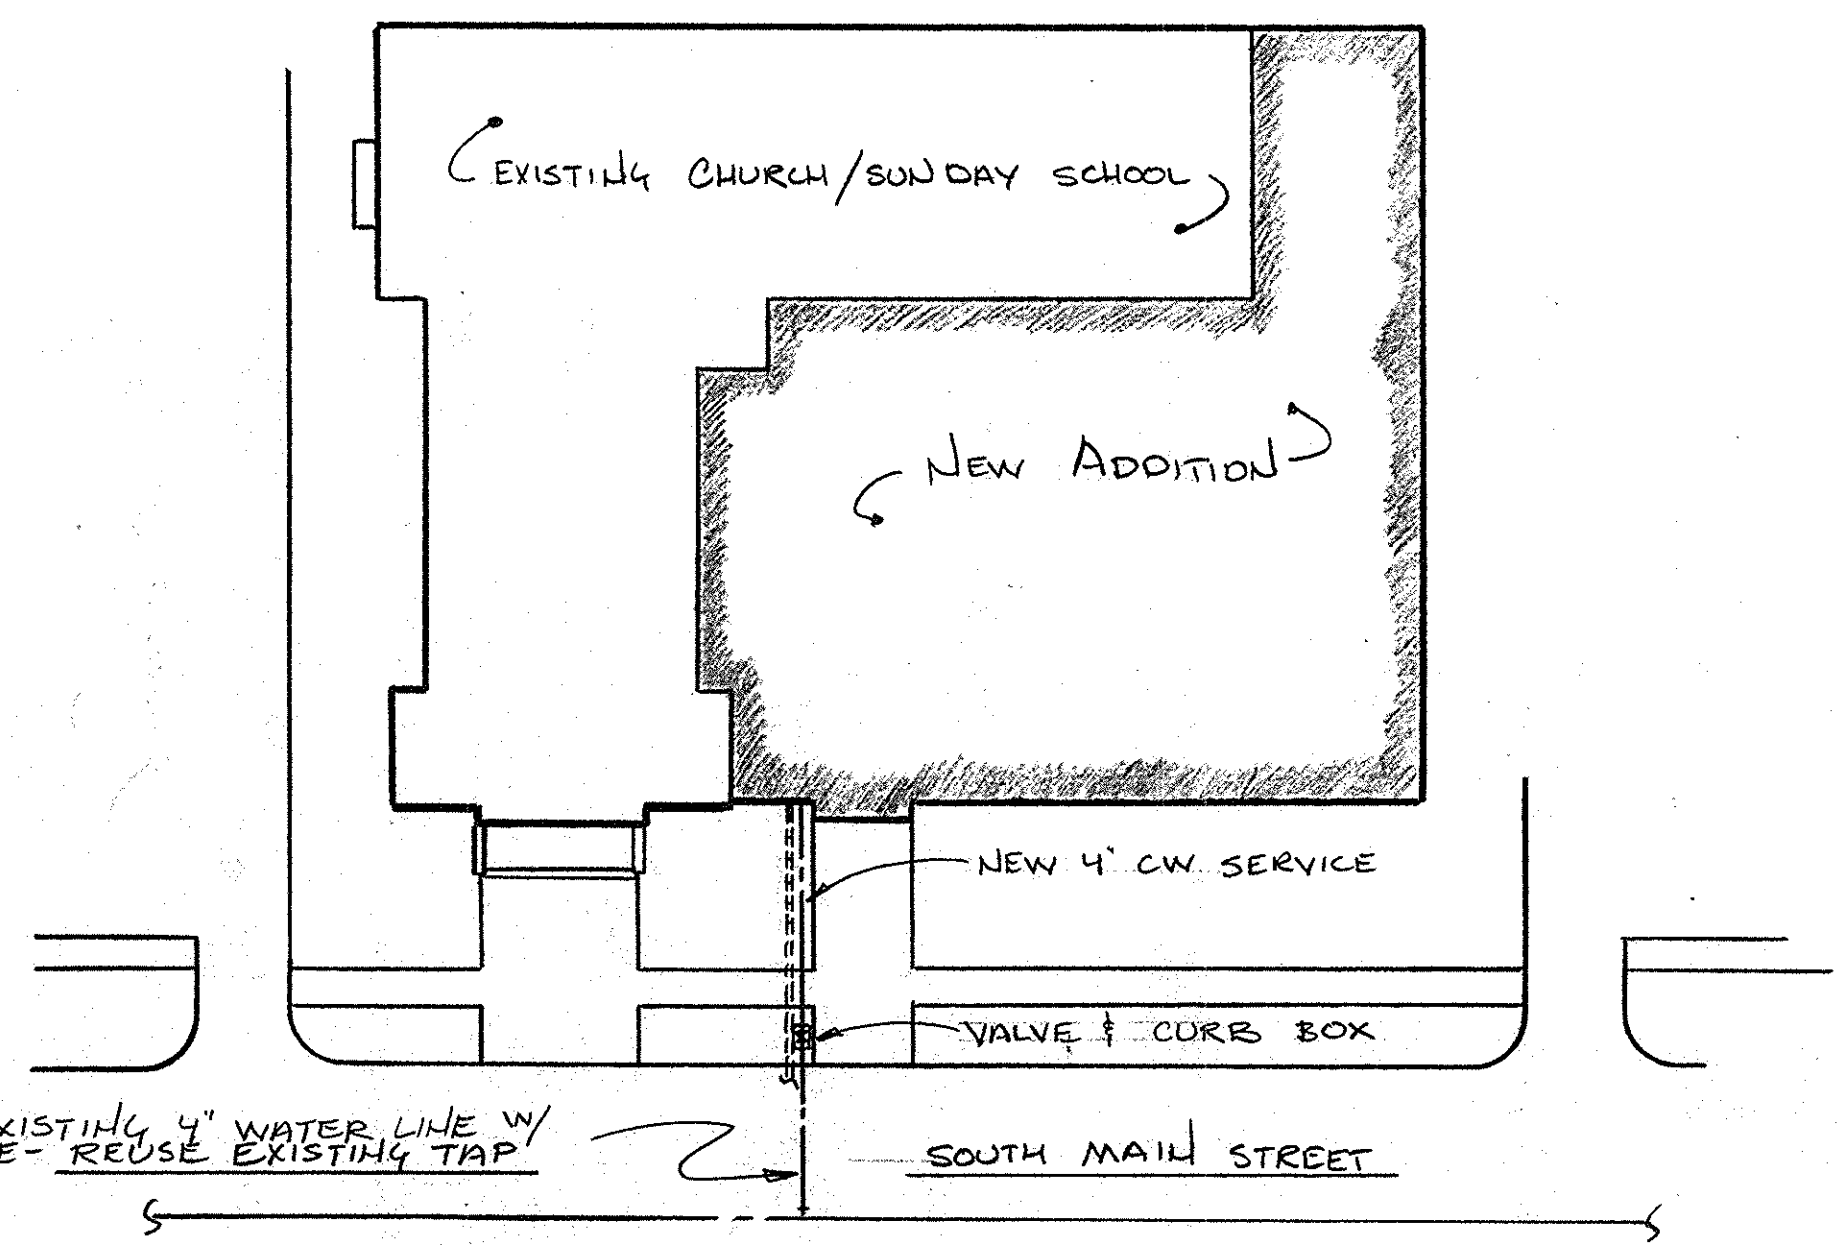 EXISTING CHURCH/SUNDAY SCHOOL
NEW ADDITION
NEW 4" CW SERVICE
VALVE & CURB BOX
XISTING 4" WATER LINE W/
E- REUSE EXISTING TAP
SOUTH MAIN STREET